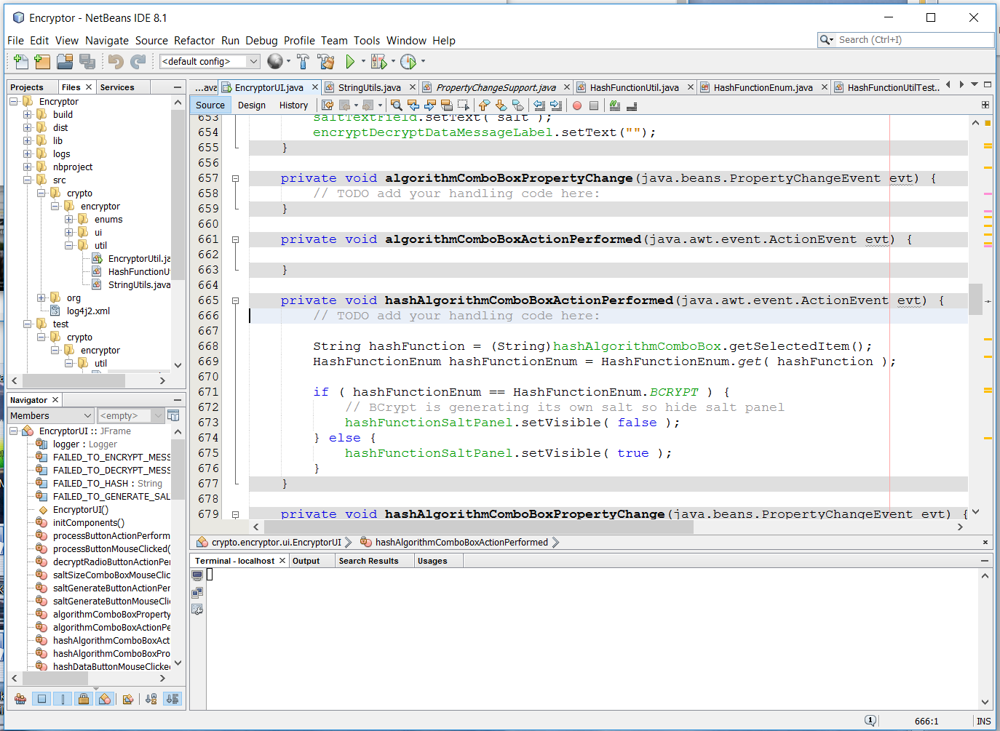 Encryptor - NetBeans IDE 8.1
File Edit View Navigate Source Refactor Run Debug Profile Team Tools Window Help
Search (Ctrl+I)
<default config>
Projects Files Services
Encryptor
build
dist
lib
logs
nbproject
src
crypto
encryptor
enums
ui
util
EncryptorUtil.ja
HashFunctionU
StringUtils.java
org
log4j2.xml
test
crypto
encryptor
util
...ava EncryptorUI.java StringUtils.java PropertyChangeSupport.java HashFunctionUtil.java HashFunctionEnum.java HashFunctionUtilTest...
Source Design History
653 saltTextField.setText( salt );
654 encryptDecryptDataMessageLabel.setText("");
655 }
656
657 private void algorithmComboBoxPropertyChange(java.beans.PropertyChangeEvent evt) {
658 // TODO add your handling code here:
659 }
660
661 private void algorithmComboBoxActionPerformed(java.awt.event.ActionEvent evt) {
662
663 }
664
665 private void hashAlgorithmComboBoxActionPerformed(java.awt.event.ActionEvent evt) {
666 // TODO add your handling code here:
667
668 String hashFunction = (String)hashAlgorithmComboBox.getSelectedItem();
669 HashFunctionEnum hashFunctionEnum = HashFunctionEnum.get( hashFunction );
670
671 if ( hashFunctionEnum == HashFunctionEnum.BCRYPT ) {
672 // BCrypt is generating its own salt so hide salt panel
673 hashFunctionSaltPanel.setVisible( false );
674 } else {
675 hashFunctionSaltPanel.setVisible( true );
676 }
677 }
678
679 private void hashAlgorithmComboBoxPropertyChange(java.beans.PropertyChangeEvent evt) {
crypto.encryptor.ui.EncryptorUI hashAlgorithmComboBoxActionPerformed
Navigator
Members <empty>
EncryptorUI :: JFrame
logger : Logger
FAILED_TO_ENCRYPT_MESS
FAILED_TO_DECRYPT_MESS
FAILED_TO_HASH : String
FAILED_TO_GENERATE_SAL
EncryptorUI()
initComponents()
processButtonActionPerform
processButtonMouseClicked(
decryptRadioButtonActionPe
saltSizeComboBoxMouseClic
saltGenerateButtonActionPer
saltGenerateButtonMouseCli
algorithmComboBoxProperty
algorithmComboBoxActionPe
hashAlgorithmComboBoxAct
hashAlgorithmComboBoxPro
hashDataButtonMouseClicke
Terminal - localhost Output Search Results Usages
1 666:1 INS